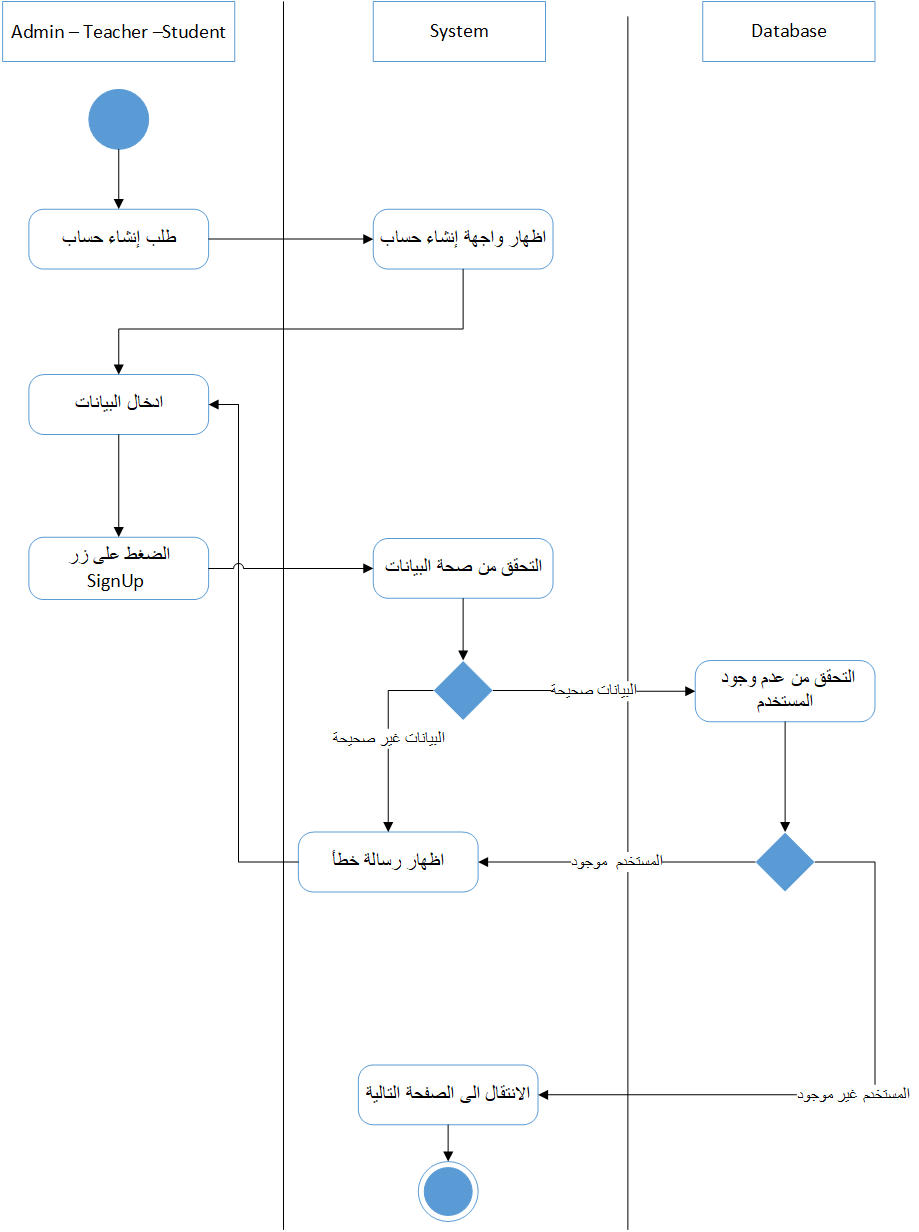 Admin – Teacher –Student
System
Database
طلب إنشاء حساب
اظهار واجهة إنشاء حساب
ادخال البيانات
الضغط على زر
SignUp
التحقق من صحة البيانات
التحقق من عدم وجود
المستخدم
البيانات صحيحة
البيانات غير صحيحة
اظهار رسالة خطأ
المستخدم موجود
الانتقال الى الصفحة التالية
المستخدم غير موجود